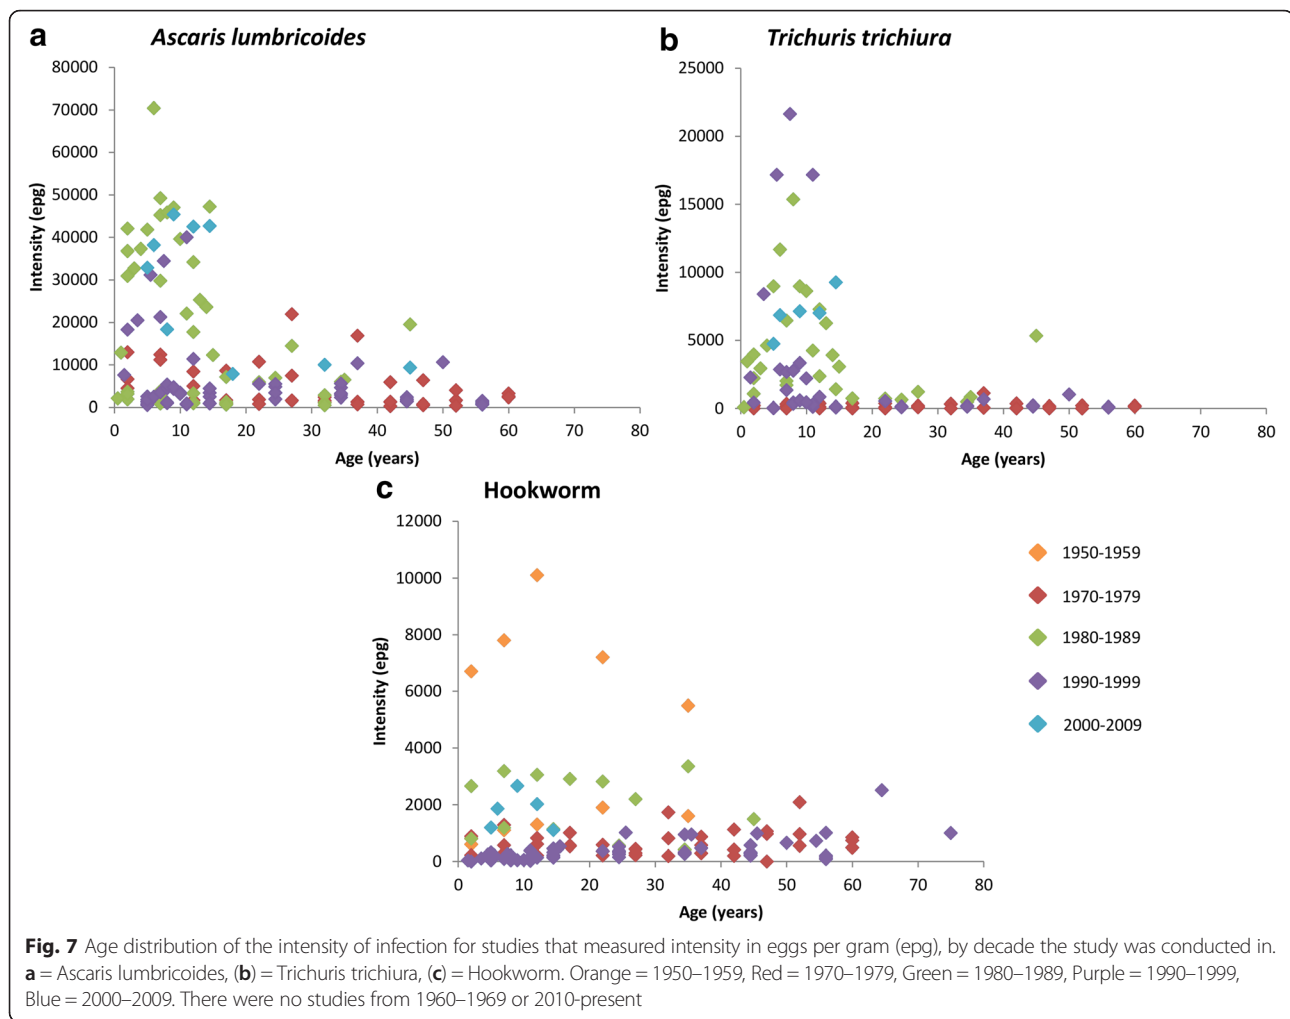 a
Ascaris lumbricoides
80000
70000
60000
50000
40000
30000
20000
10000
0
Intensity (epg)
0 10 20 30 40 50 60 70 80
Age (years)
b
Trichuris trichiura
25000
20000
15000
10000
5000
0
Intensity (epg)
0 10 20 30 40 50 60 70 80
Age (years)
c
Hookworm
12000
10000
8000
6000
4000
2000
0
Intensity (epg)
0 10 20 30 40 50 60 70 80
Age (years)
1950-1959
1970-1979
1980-1989
1990-1999
2000-2009
Fig. 7 Age distribution of the intensity of infection for studies that measured intensity in eggs per gram (epg), by decade the study was conducted in.
a = Ascaris lumbricoides, (b) = Trichuris trichiura, (c) = Hookworm. Orange = 1950–1959, Red = 1970–1979, Green = 1980–1989, Purple = 1990–1999,
Blue = 2000–2009. There were no studies from 1960–1969 or 2010-present